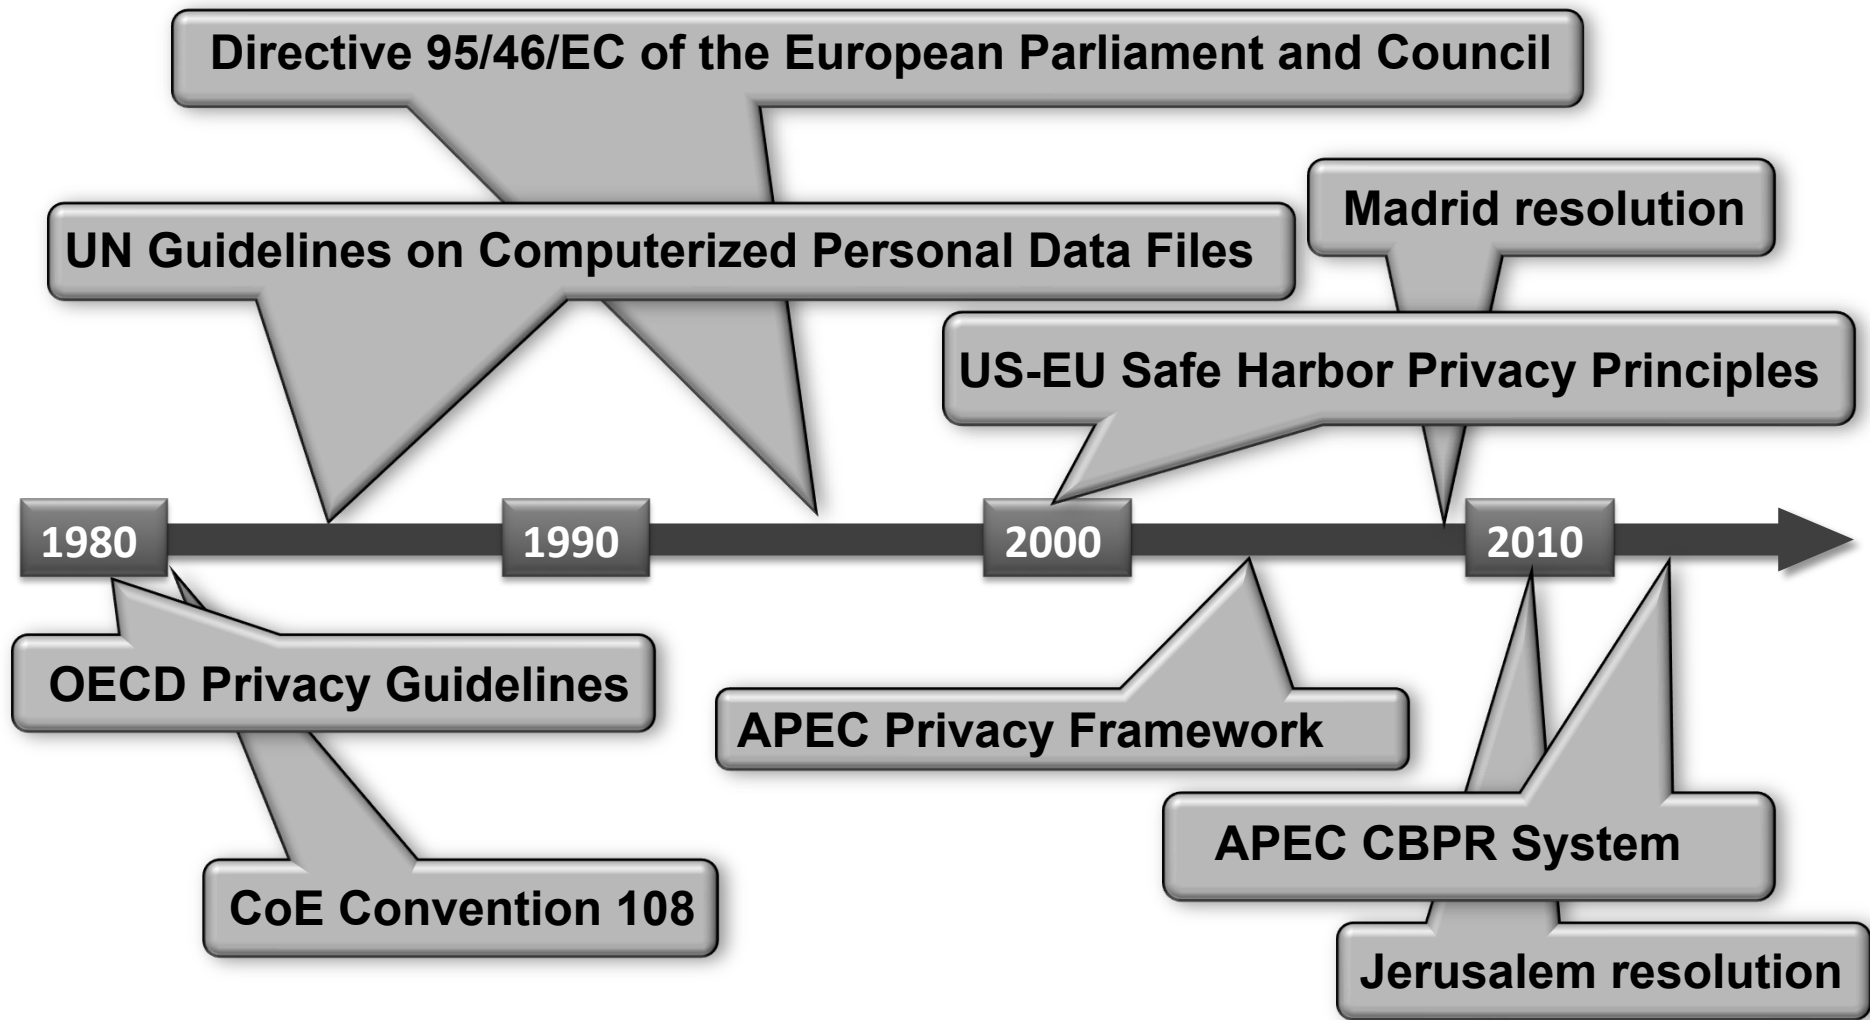 Directive 95/46/EC of the European Parliament and Council
Madrid resolution
UN Guidelines on Computerized Personal Data Files
US-EU Safe Harbor Privacy Principles
1980
1990
2000
2010
OECD Privacy Guidelines
APEC Privacy Framework
APEC CBPR System
CoE Convention 108
Jerusalem resolution